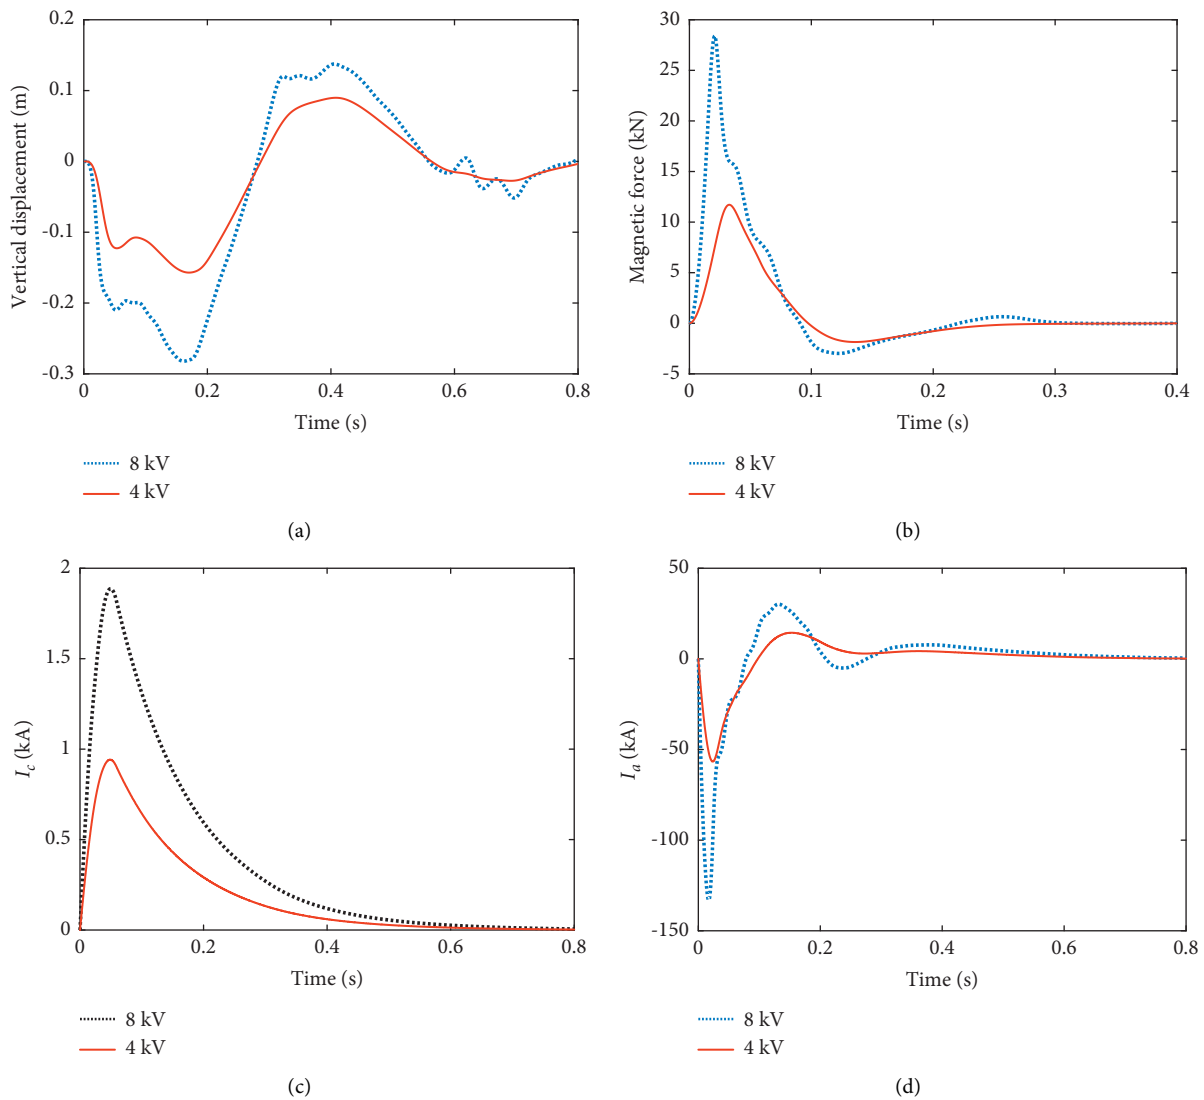 Vertical displacement (m)
0.2
0.1
0
-0.1
-0.2
-0.3
0
0.2
0.4
0.6
0.8
Time (s)
8 kV
4 kV
(a)
Magnetic force (kN)
30
25
20
15
10
5
0
-5
0
0.1
0.2
0.3
0.4
Time (s)
8 kV
4 kV
(b)
I_c (kA)
2
1.5
1
0.5
0
0
0.2
0.4
0.6
0.8
Time (s)
8 kV
4 kV
(c)
I_a (kA)
50
0
-50
-100
-150
0
0.2
0.4
0.6
0.8
Time (s)
8 kV
4 kV
(d)